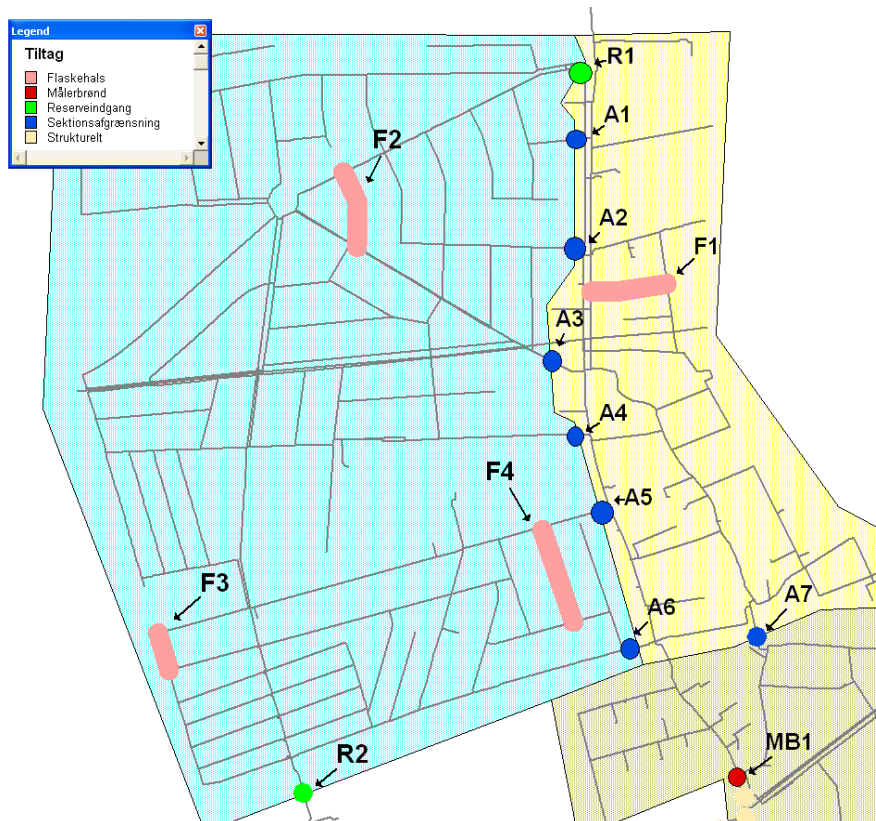 Legend
Tiltag
Flaskehals
Målerbrønd
Reserveindgang
Sektionsafgrænsning
Strukturelt
R1
A1
F2
A2
F1
A3
A4
F4
A5
F3
A6
A7
R2
MB1